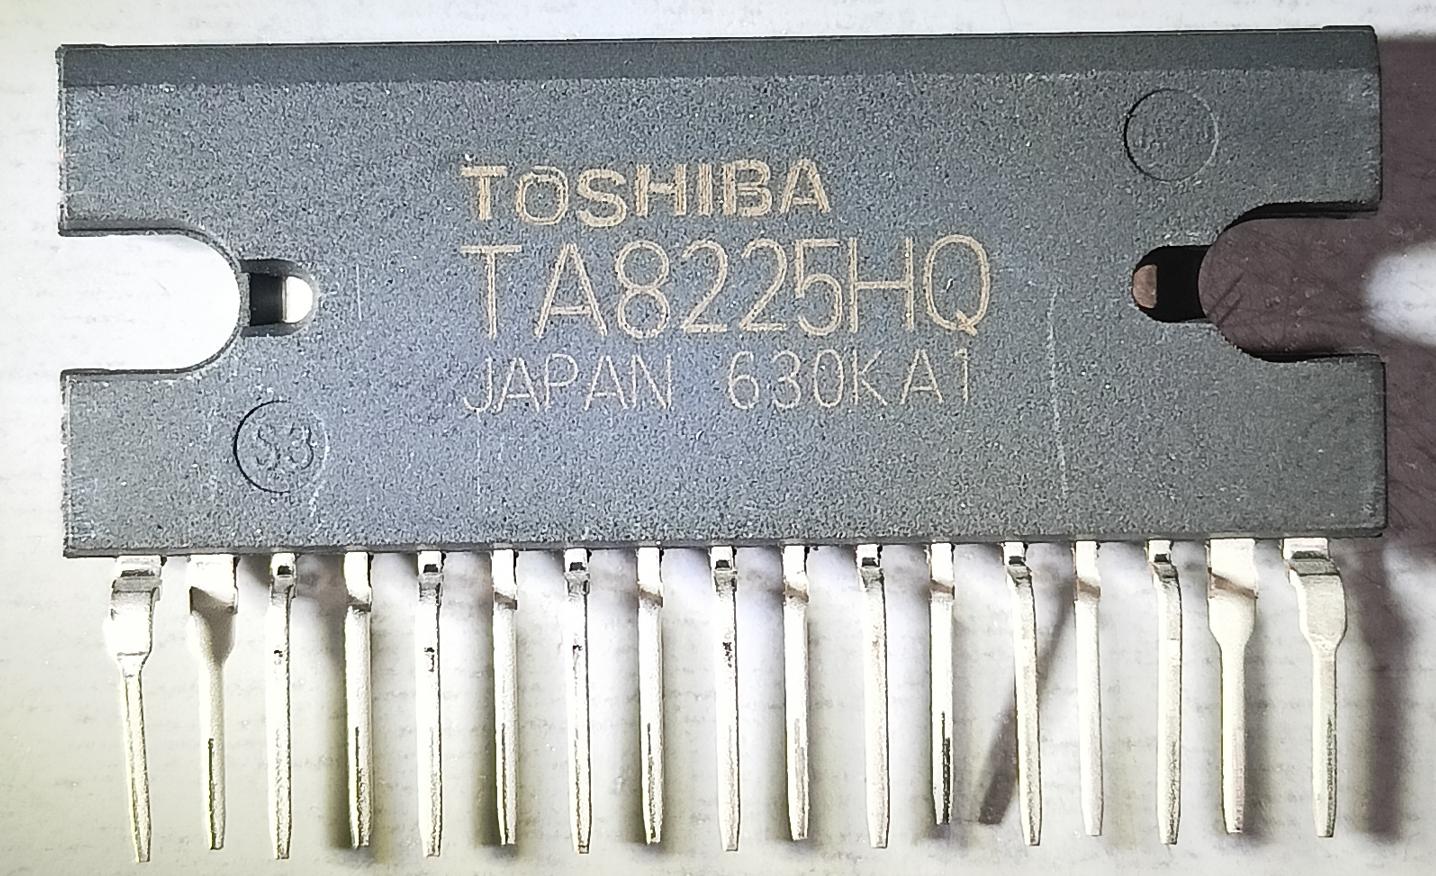 TOSHIBA
TA8225HQ
JAPAN 630KA1
S3